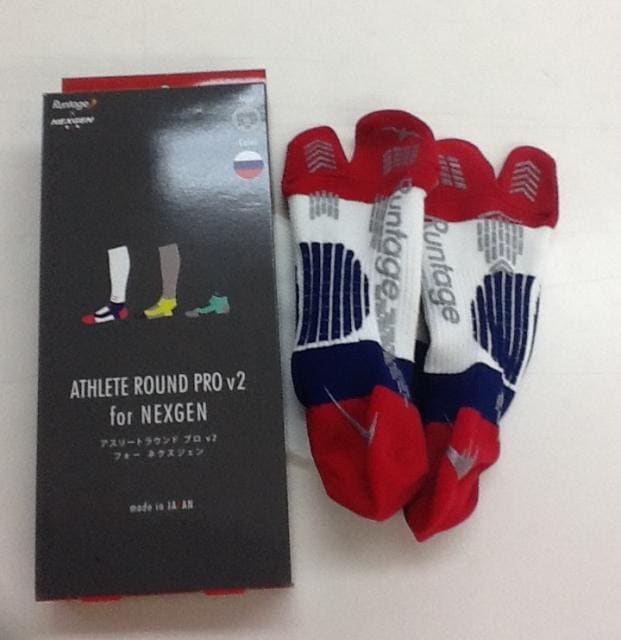 Runtage
NEXGEN
Color
ATHLETE ROUND PRO v2
for NEXGEN
アスリートラウンド プロ v2
フォー ネクスジェン
made in JAPAN
Runtage
Runtage